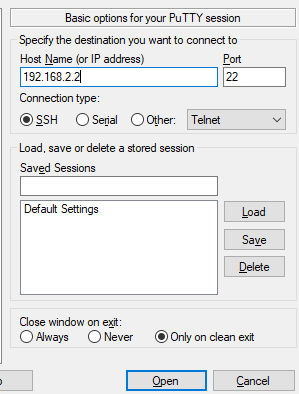 Basic options for your PuTTY session
Specify the destination you want to connect to
Host Name (or IP address) Port
192.168.2.2 22
Connection type:
SSH Serial Other: Telnet
Load, save or delete a stored session
Saved Sessions
Default Settings
Load
Save
Delete
Close window on exit:
Always Never Only on clean exit
Open Cancel